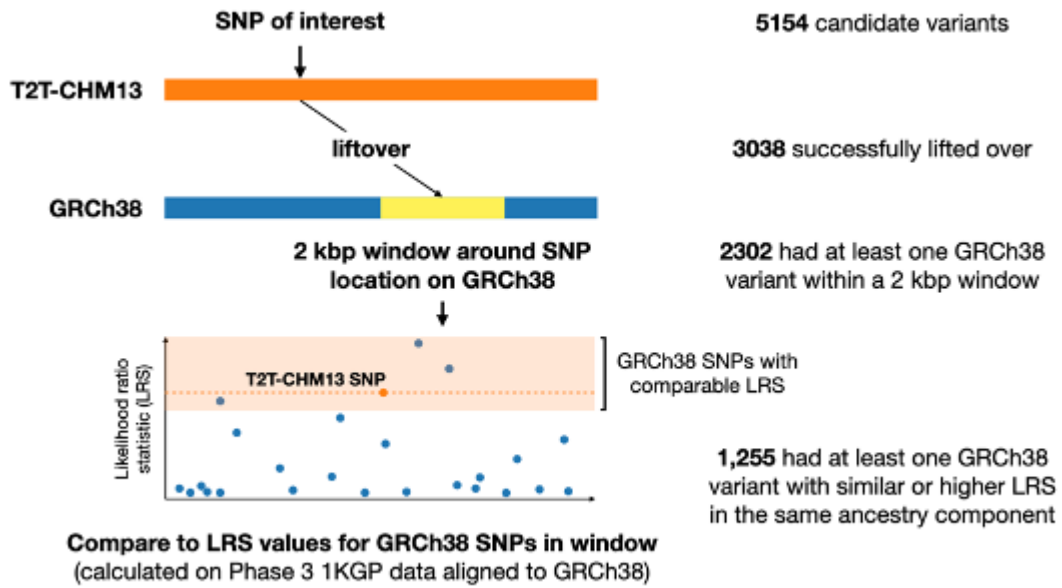 SNP of interest
5154 candidate variants
T2T-CHM13
liftover
3038 successfully lifted over
GRCh38
2 kbp window around SNP
location on GRCh38
2302 had at least one GRCh38
variant within a 2 kbp window
Likelihood ratio
statistic (LRS)
T2T-CHM13 SNP
GRCh38 SNPs with
comparable LRS
1,255 had at least one GRCh38
variant with similar or higher LRS
in the same ancestry component
Compare to LRS values for GRCh38 SNPs in window
(calculated on Phase 3 1KGP data aligned to GRCh38)